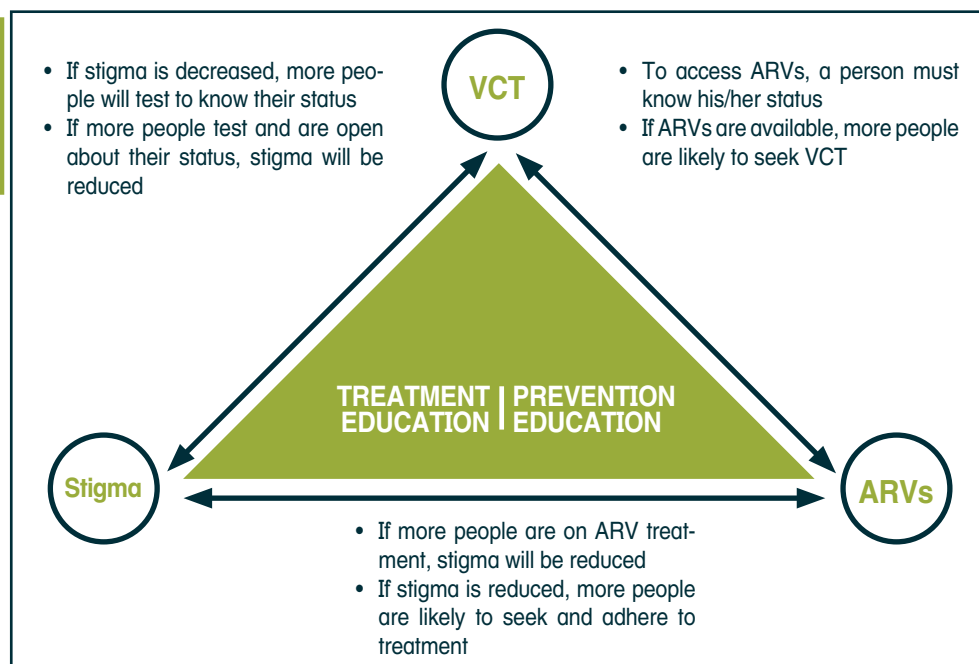 • If stigma is decreased, more peo-
ple will test to know their status
• If more people test and are open
about their status, stigma will be
reduced
VCT
• To access ARVs, a person must
know his/her status
• If ARVs are available, more people
are likely to seek VCT
TREATMENT | PREVENTION
EDUCATION | EDUCATION
Stigma
ARVs
• If more people are on ARV treat-
ment, stigma will be reduced
• If stigma is reduced, more people
are likely to seek and adhere to
treatment